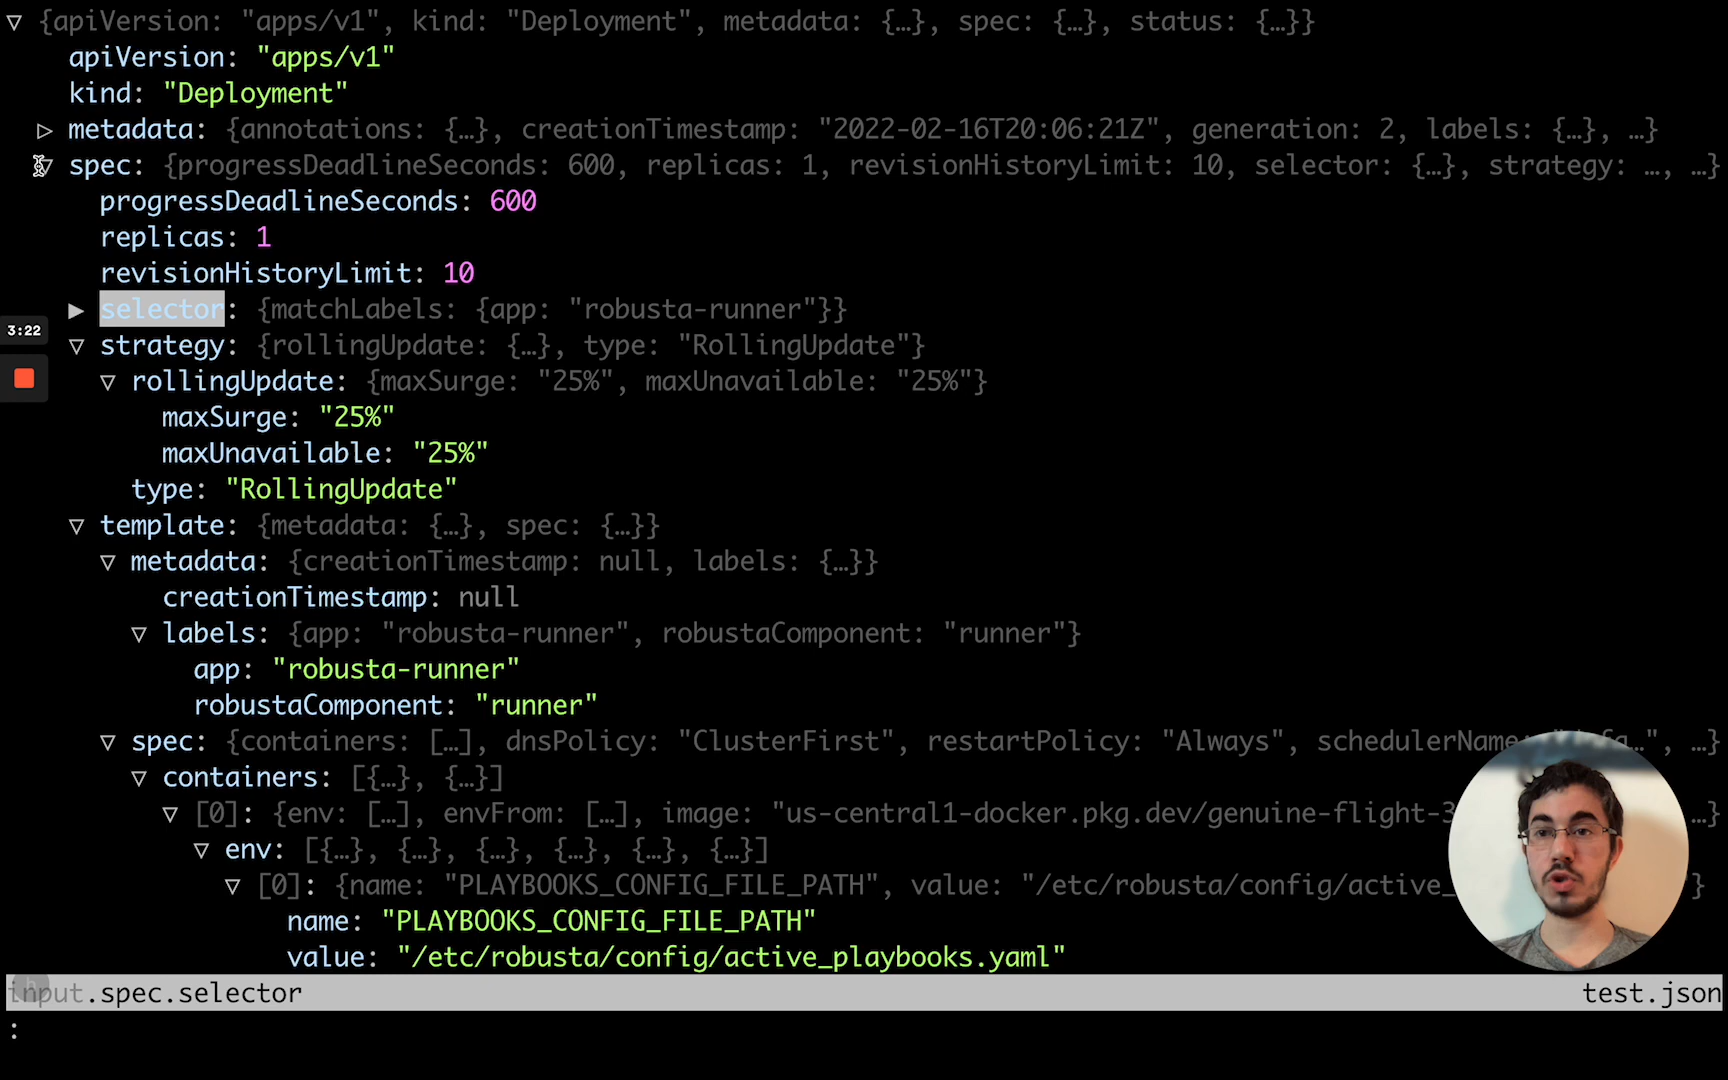 ▽ {apiVersion: "apps/v1", kind: "Deployment", metadata: {…}, spec: {…}, status: {…}}
apiVersion: "apps/v1"
kind: "Deployment"
▷ metadata: {annotations: {…}, creationTimestamp: "2022-02-16T20:06:21Z", generation: 2, labels: {…}, …}
▽ spec: {progressDeadlineSeconds: 600, replicas: 1, revisionHistoryLimit: 10, selector: {…}, strategy: …, …}
progressDeadlineSeconds: 600
replicas: 1
revisionHistoryLimit: 10
▶ selector: {matchLabels: {app: "robusta-runner"}}
3:22
▽ strategy: {rollingUpdate: {…}, type: "RollingUpdate"}
▽ rollingUpdate: {maxSurge: "25%", maxUnavailable: "25%"}
maxSurge: "25%"
maxUnavailable: "25%"
type: "RollingUpdate"
▽ template: {metadata: {…}, spec: {…}}
▽ metadata: {creationTimestamp: null, labels: {…}}
creationTimestamp: null
▽ labels: {app: "robusta-runner", robustaComponent: "runner"}
app: "robusta-runner"
robustaComponent: "runner"
▽ spec: {containers: […], dnsPolicy: "ClusterFirst", restartPolicy: "Always", schedulerName: …", …}
▽ containers: [{…}, {…}]
▽ [0]: {env: […], envFrom: […], image: "us-central1-docker.pkg.dev/genuine-flight-3 …}
▽ env: [{…}, {…}, {…}, {…}, {…}, {…}]
▽ [0]: {name: "PLAYBOOKS_CONFIG_FILE_PATH", value: "/etc/robusta/config/active_ }
name: "PLAYBOOKS_CONFIG_FILE_PATH"
value: "/etc/robusta/config/active_playbooks.yaml"
input.spec.selector test.json
: